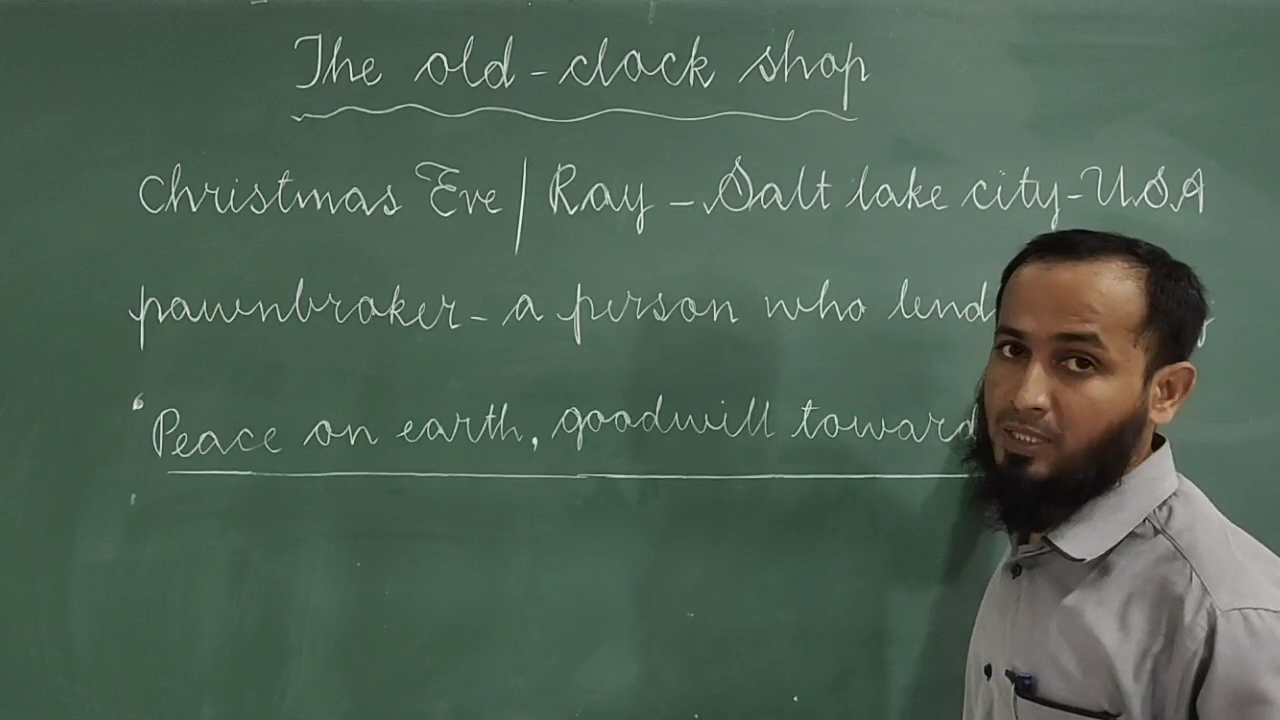 The old-clock shop
Christmas Eve / Ray - Salt lake city - USA
pawnbroker - a person who lend
'Peace on earth, goodwill toward